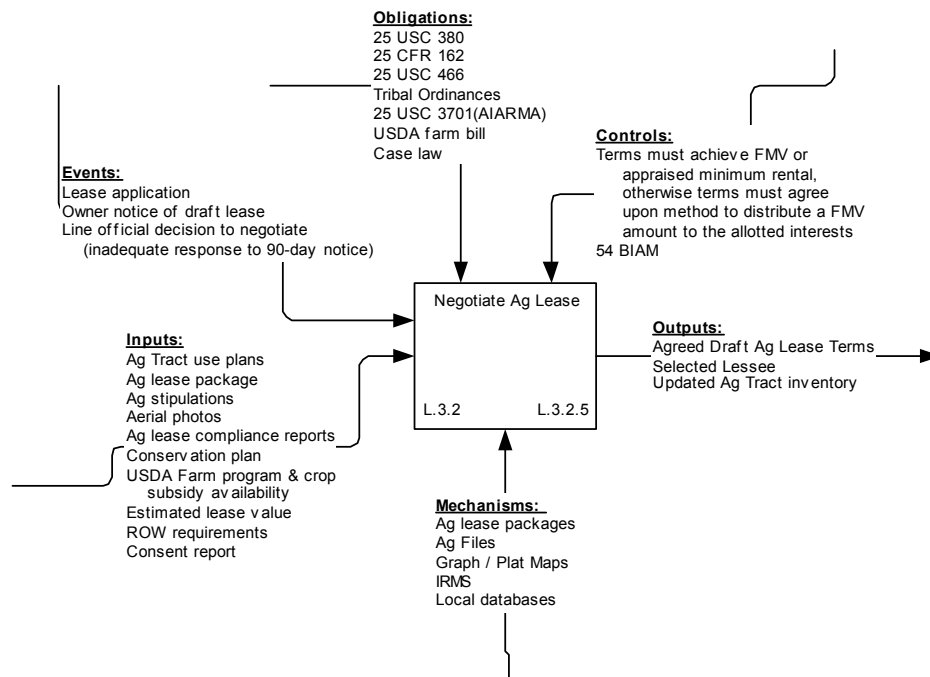 Obligations:
25 USC 380
25 CFR 162
25 USC 466
Tribal Ordinances
25 USC 3701(AIARMA)
USDA farm bill
Case law
Controls:
Terms must achieve FMV or
appraised minimum rental,
otherwise terms must agree
upon method to distribute a FMV
amount to the allotted interests
54 BIAM
Events:
Lease application
Owner notice of draft lease
Line official decision to negotiate
(inadequate response to 90-day notice)
Negotiate Ag Lease
L.3.2
L.3.2.5
Inputs:
Ag Tract use plans
Ag lease package
Ag stipulations
Aerial photos
Ag lease compliance reports
Conservation plan
USDA Farm program & crop
subsidy availability
Estimated lease value
ROW requirements
Consent report
Outputs:
Agreed Draft Ag Lease Terms
Selected Lessee
Updated Ag Tract inventory
Mechanisms:
Ag lease packages
Ag Files
Graph / Plat Maps
IRMS
Local databases